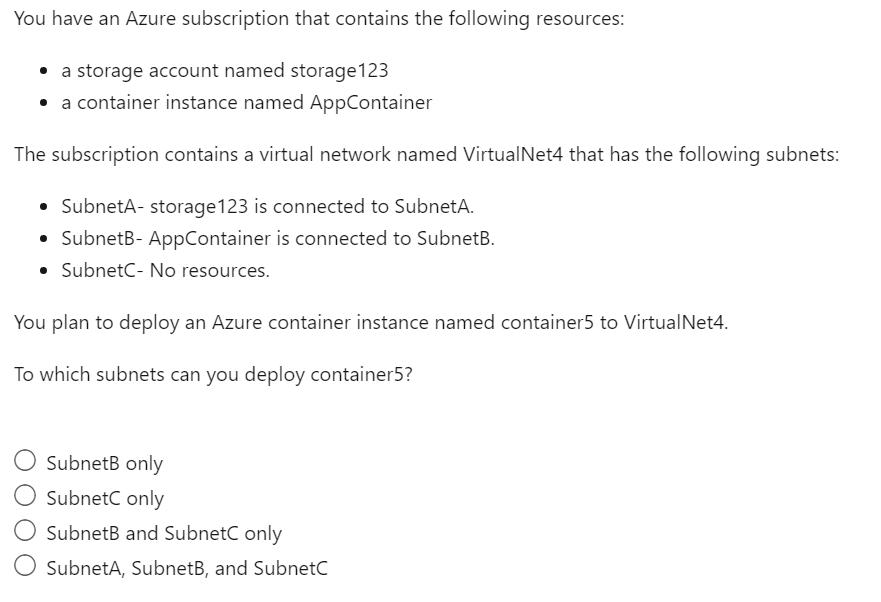 You have an Azure subscription that contains the following resources:
• a storage account named storage123
• a container instance named AppContainer
The subscription contains a virtual network named VirtualNet4 that has the following subnets:
• SubnetA- storage123 is connected to SubnetA.
• SubnetB- AppContainer is connected to SubnetB.
• SubnetC- No resources.
You plan to deploy an Azure container instance named container5 to VirtualNet4.
To which subnets can you deploy container5?
SubnetB only
SubnetC only
SubnetB and SubnetC only
SubnetA, SubnetB, and SubnetC